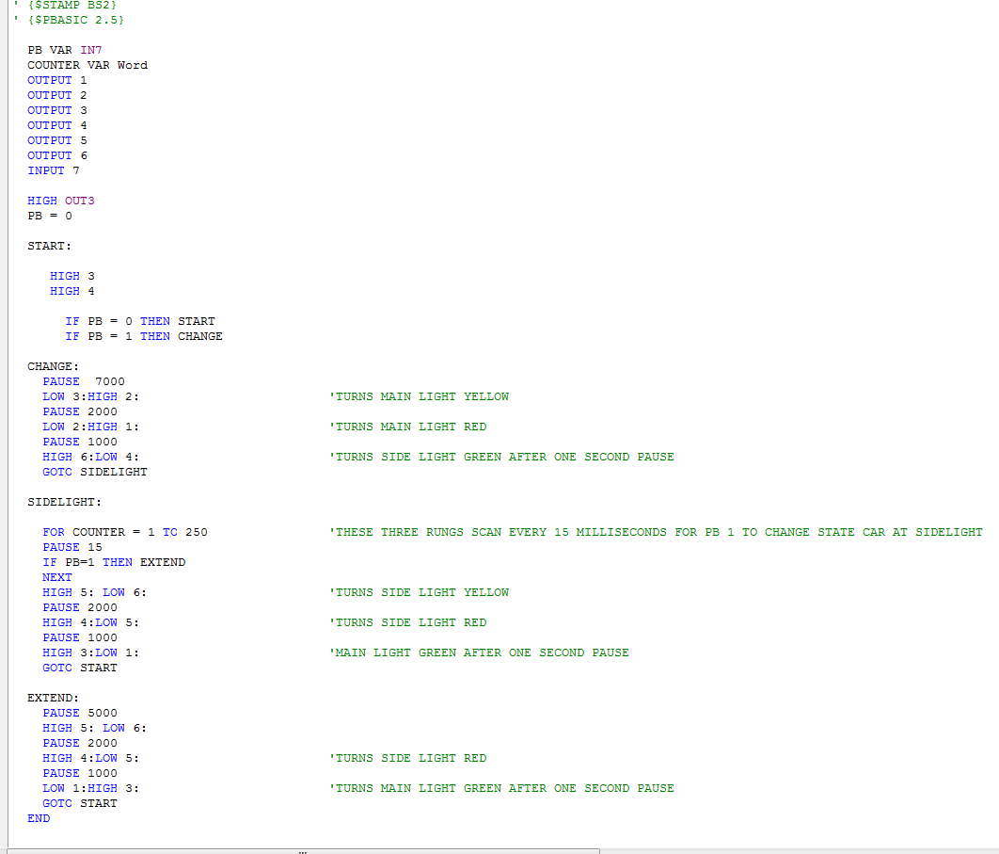 ' {$STAMP BS2}
' {$PBASIC 2.5}
PB VAR IN7
COUNTER VAR Word
OUTPUT 1
OUTPUT 2
OUTPUT 3
OUTPUT 4
OUTPUT 5
OUTPUT 6
INPUT 7
HIGH OUT3
PB = 0
START:
HIGH 3
HIGH 4
IF PB = 0 THEN START
IF PB = 1 THEN CHANGE
CHANGE:
PAUSE  7000
LOW 3:HIGH 2: 'TURNS MAIN LIGHT YELLOW
PAUSE 2000
LOW 2:HIGH 1: 'TURNS MAIN LIGHT RED
PAUSE 1000
HIGH 6:LOW 4: 'TURNS SIDE LIGHT GREEN AFTER ONE SECOND PAUSE
GOTO SIDELIGHT
SIDELIGHT:
FOR COUNTER = 1 TO 250 'THESE THREE RUNGS SCAN EVERY 15 MILLISECONDS FOR PB 1 TO CHANGE STATE CAR AT SIDELIGHT
PAUSE 15
IF PB=1 THEN EXTEND
NEXT
HIGH 5: LOW 6: 'TURNS SIDE LIGHT YELLOW
PAUSE 2000
HIGH 4:LOW 5: 'TURNS SIDE LIGHT RED
PAUSE 1000
HIGH 3:LOW 1: 'MAIN LIGHT GREEN AFTER ONE SECOND PAUSE
GOTO START
EXTEND:
PAUSE 5000
HIGH 5: LOW 6:
PAUSE 2000
HIGH 4:LOW 5: 'TURNS SIDE LIGHT RED
PAUSE 1000
LOW 1:HIGH 3: 'TURNS MAIN LIGHT GREEN AFTER ONE SECOND PAUSE
GOTO START
END